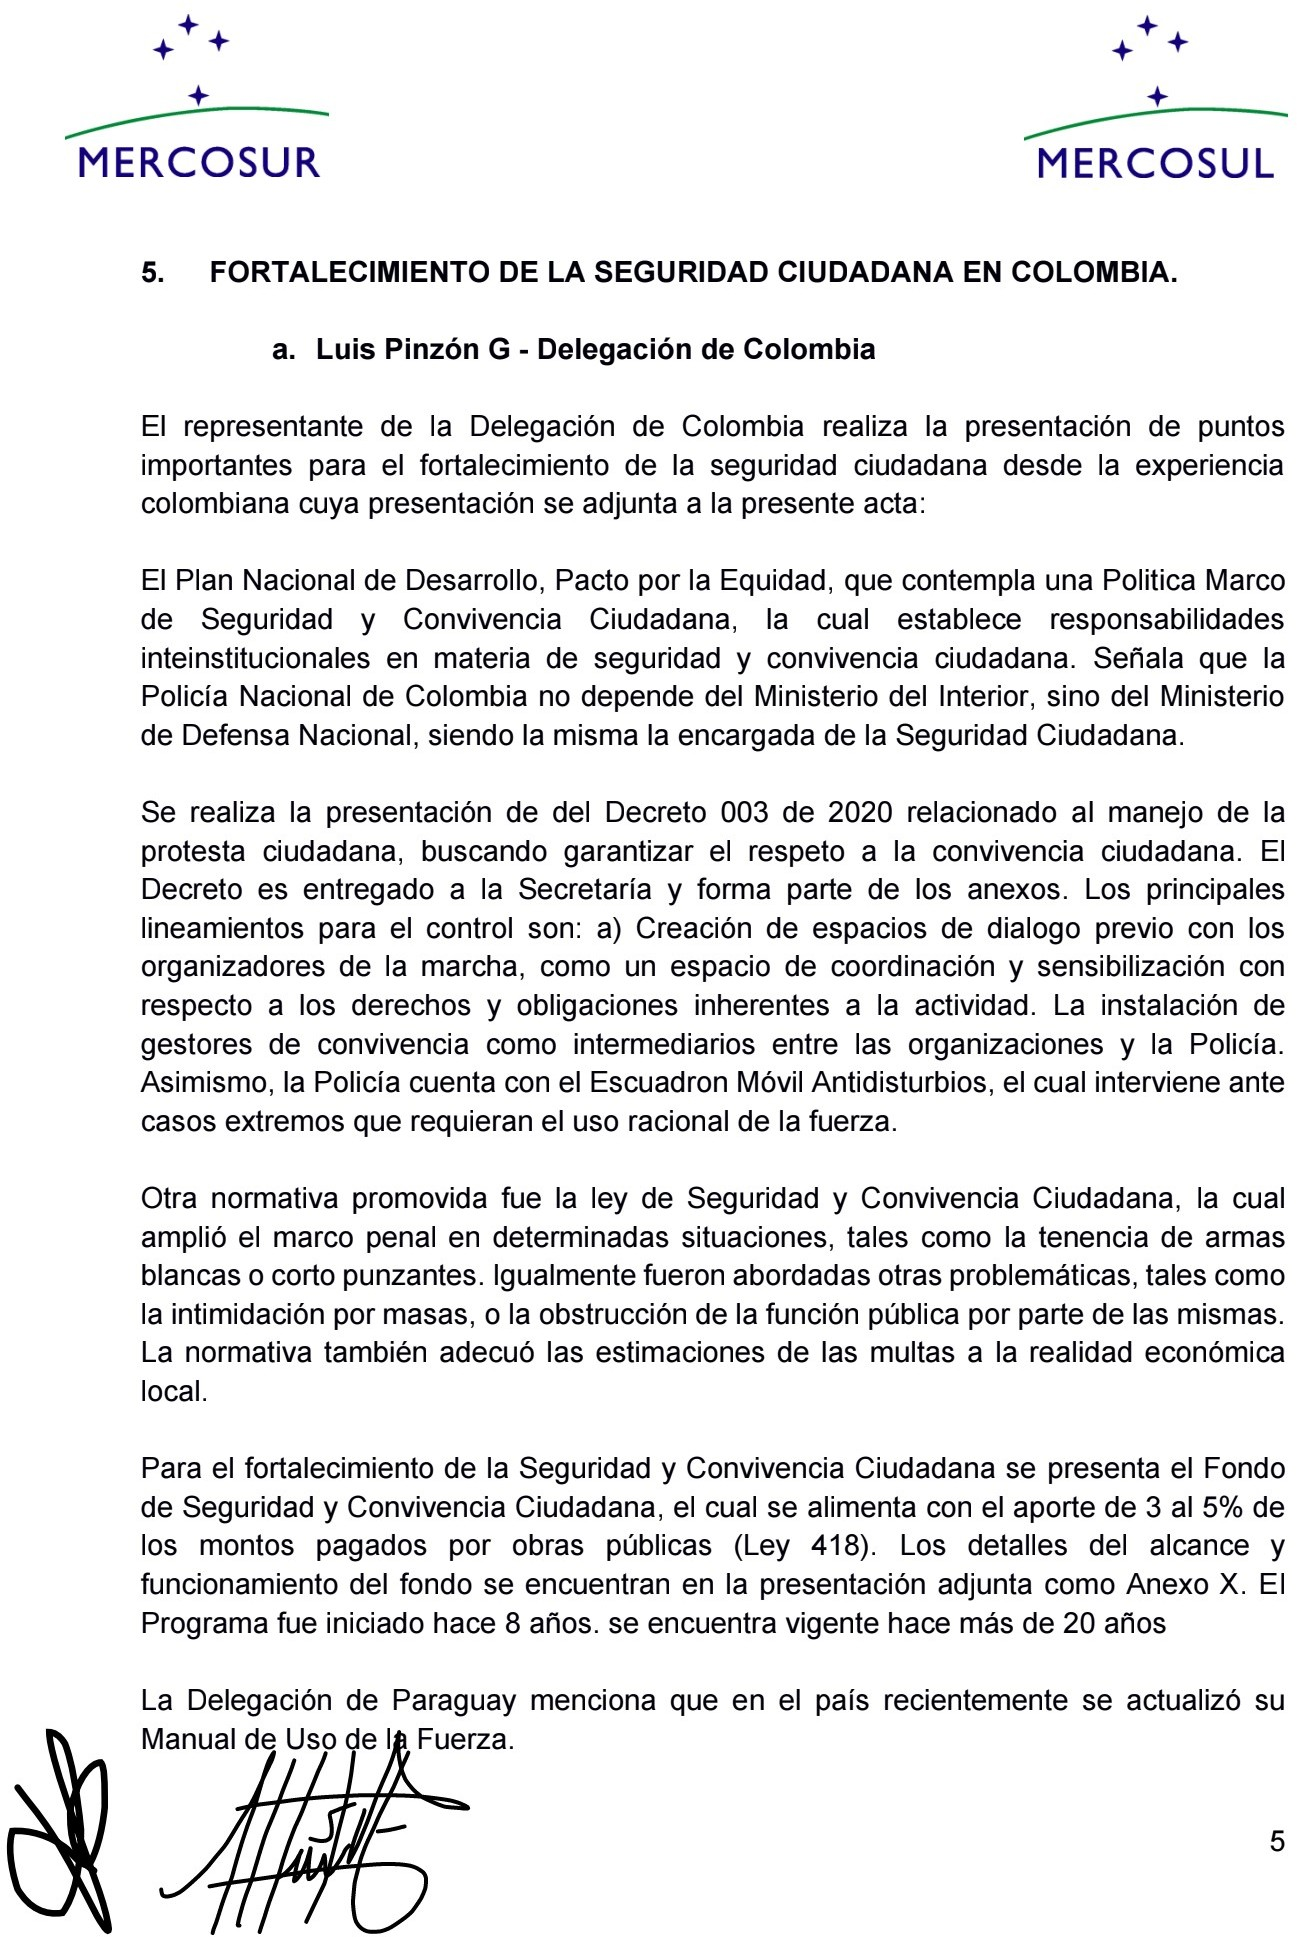 MERCOSUR
MERCOSUL
5. FORTALECIMIENTO DE LA SEGURIDAD CIUDADANA EN COLOMBIA.
a. Luis Pinzón G - Delegación de Colombia
El representante de la Delegación de Colombia realiza la presentación de puntos
importantes para el fortalecimiento de la seguridad ciudadana desde la experiencia
colombiana cuya presentación se adjunta a la presente acta:
El Plan Nacional de Desarrollo, Pacto por la Equidad, que contempla una Politica Marco
de Seguridad y Convivencia Ciudadana, la cual establece responsabilidades
inteinstitucionales en materia de seguridad y convivencia ciudadana. Señala que la
Policía Nacional de Colombia no depende del Ministerio del Interior, sino del Ministerio
de Defensa Nacional, siendo la misma la encargada de la Seguridad Ciudadana.
Se realiza la presentación de del Decreto 003 de 2020 relacionado al manejo de la
protesta ciudadana, buscando garantizar el respeto a la convivencia ciudadana. El
Decreto es entregado a la Secretaría y forma parte de los anexos. Los principales
lineamientos para el control son: a) Creación de espacios de dialogo previo con los
organizadores de la marcha, como un espacio de coordinación y sensibilización con
respecto a los derechos y obligaciones inherentes a la actividad. La instalación de
gestores de convivencia como intermediarios entre las organizaciones y la Policía.
Asimismo, la Policía cuenta con el Escuadron Móvil Antidisturbios, el cual interviene ante
casos extremos que requieran el uso racional de la fuerza.
Otra normativa promovida fue la ley de Seguridad y Convivencia Ciudadana, la cual
amplió el marco penal en determinadas situaciones, tales como la tenencia de armas
blancas o corto punzantes. Igualmente fueron abordadas otras problemáticas, tales como
la intimidación por masas, o la obstrucción de la función pública por parte de las mismas.
La normativa también adecuó las estimaciones de las multas a la realidad económica
local.
Para el fortalecimiento de la Seguridad y Convivencia Ciudadana se presenta el Fondo
de Seguridad y Convivencia Ciudadana, el cual se alimenta con el aporte de 3 al 5% de
los montos pagados por obras públicas (Ley 418). Los detalles del alcance y
funcionamiento del fondo se encuentran en la presentación adjunta como Anexo X. El
Programa fue iniciado hace 8 años. se encuentra vigente hace más de 20 años
La Delegación de Paraguay menciona que en el país recientemente se actualizó su
Manual de Uso de la Fuerza.
5